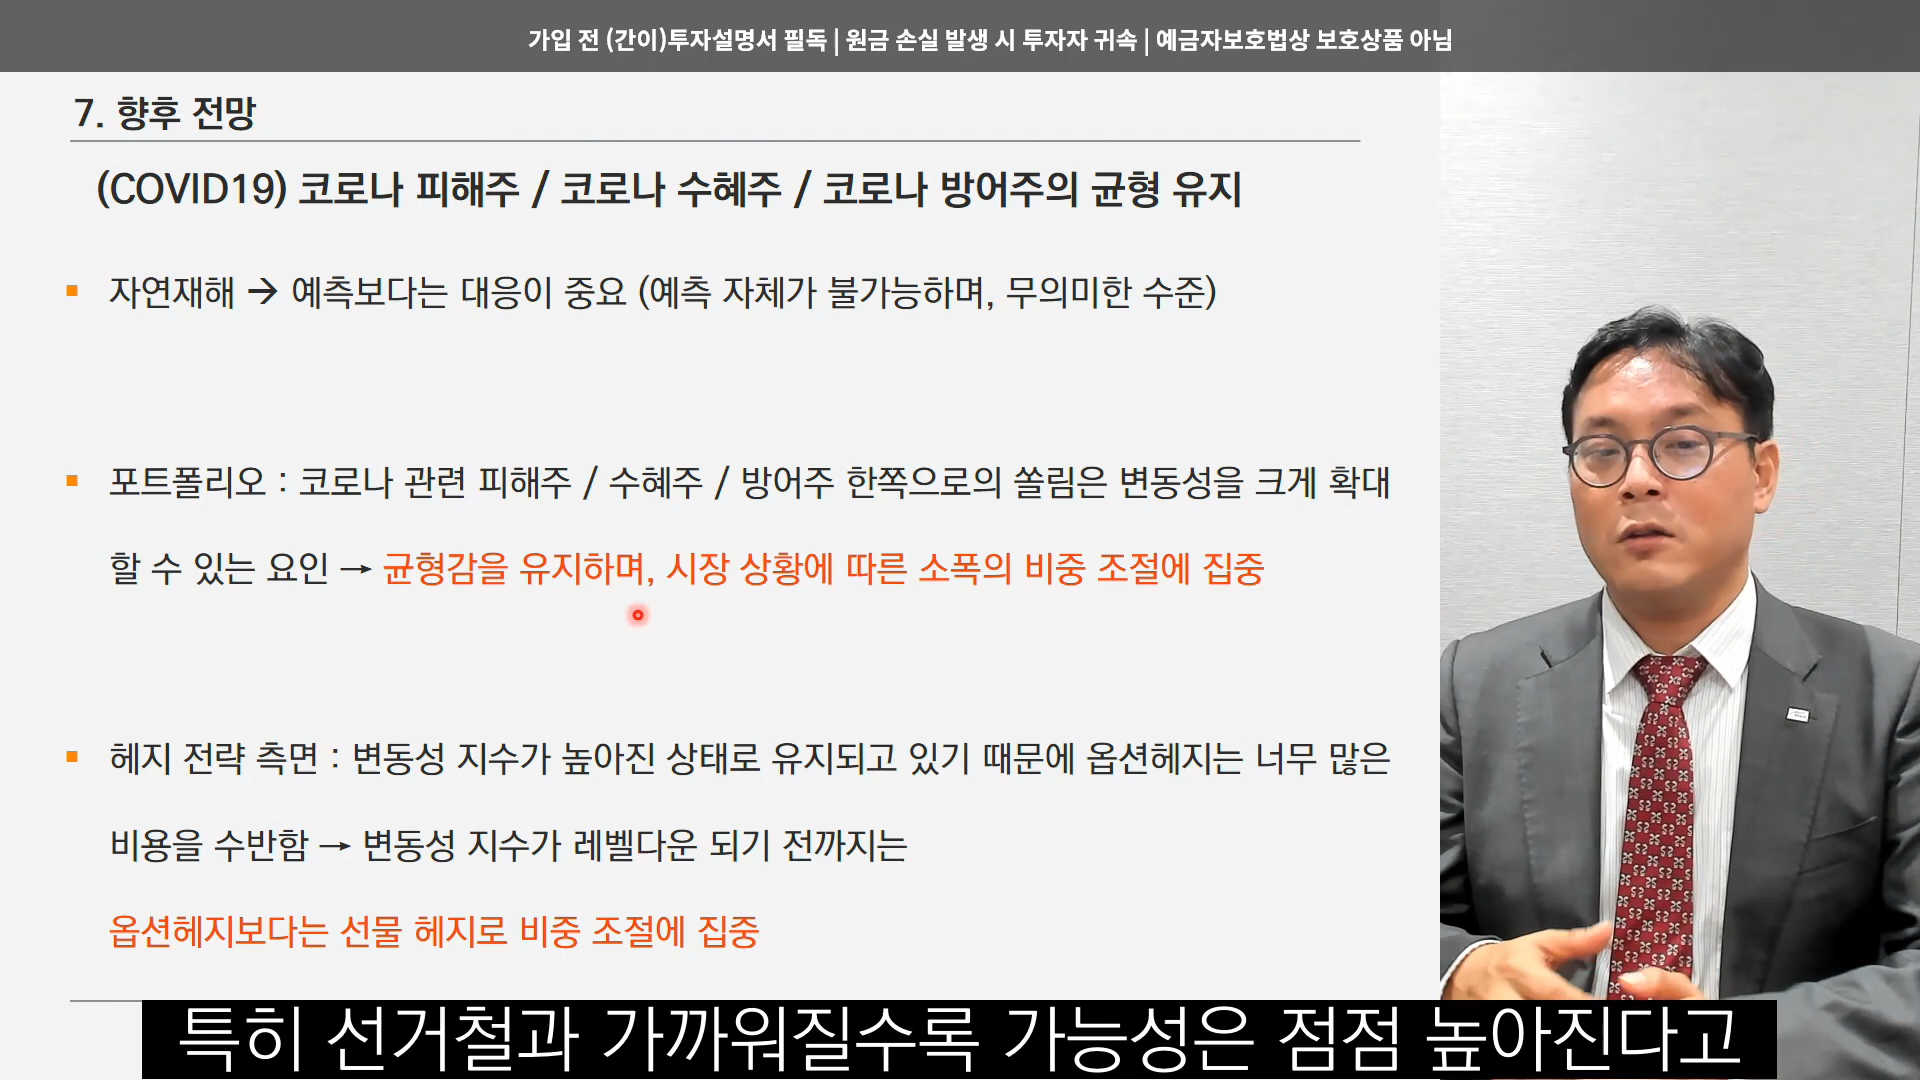 가입 전 (간이)투자설명서 필독 | 원금 손실 발생 시 투자자 귀속 | 예금자보호법상 보호상품 아님
7. 향후 전망
(COVID19) 코로나 피해주 / 코로나 수혜주 / 코로나 방어주의 균형 유지
▪ 자연재해 → 예측보다는 대응이 중요 (예측 자체가 불가능하며, 무의미한 수준)
▪ 포트폴리오 : 코로나 관련 피해주 / 수혜주 / 방어주 한쪽으로의 쏠림은 변동성을 크게 확대
할 수 있는 요인 → 균형감을 유지하며, 시장 상황에 따른 소폭의 비중 조절에 집중
▪ 헤지 전략 측면 : 변동성 지수가 높아진 상태로 유지되고 있기 때문에 옵션헤지는 너무 많은
비용을 수반함 → 변동성 지수가 레벨다운 되기 전까지는
옵션헤지보다는 선물 헤지로 비중 조절에 집중
특히 선거철과 가까워질수록 가능성은 점점 높아진다고